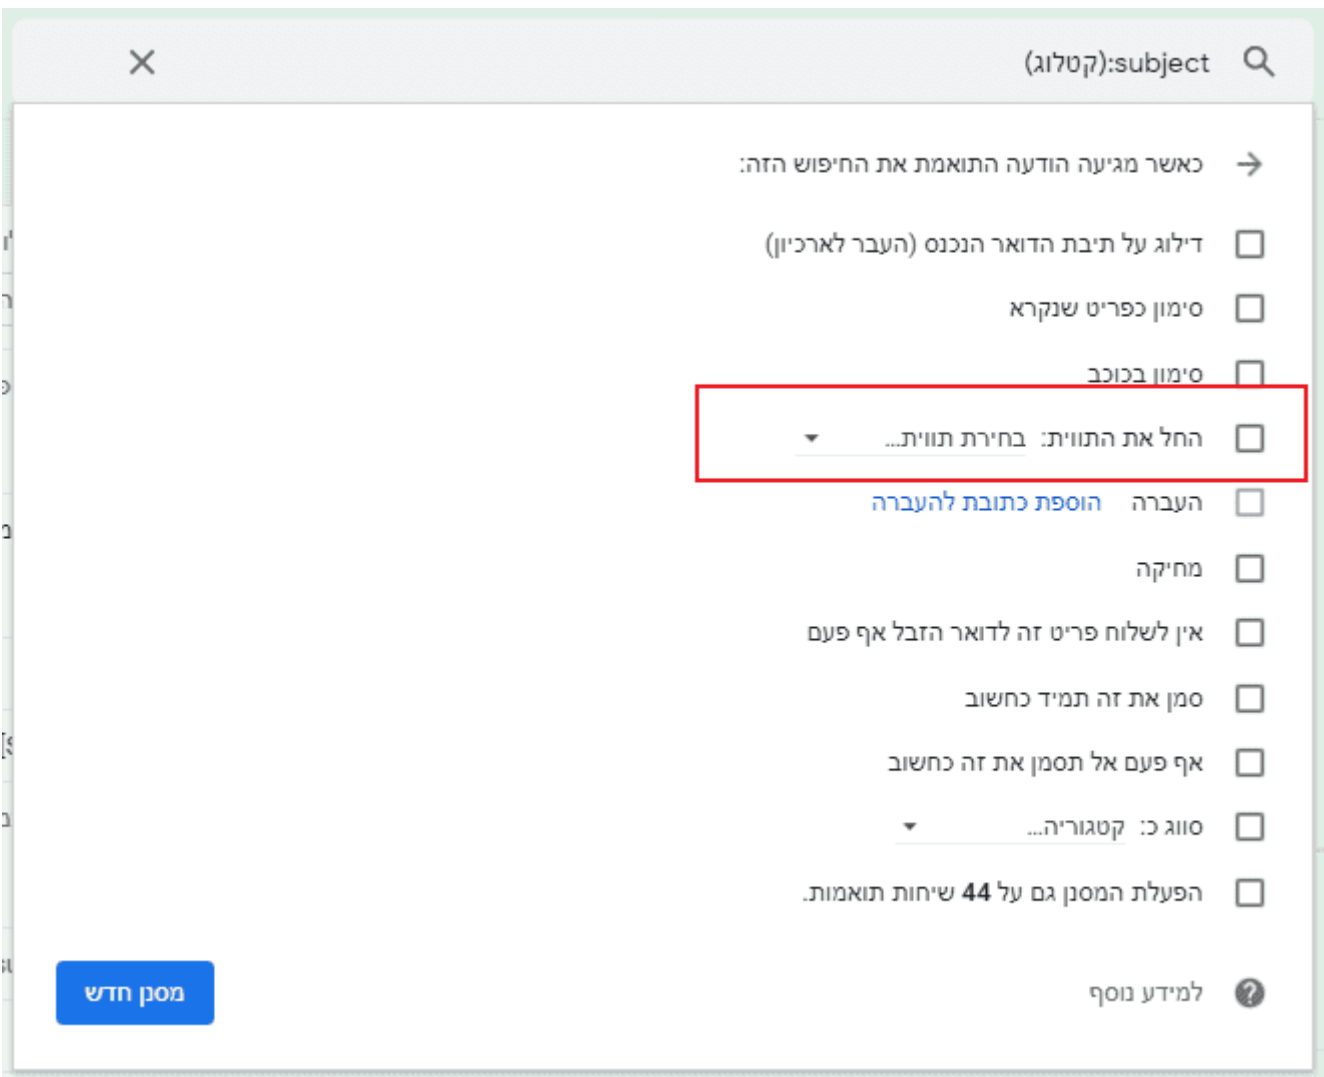 subject:(קטלוג)
כאשר מגיעה הודעה התואמת את החיפוש הזה:
דילוג על תיבת הדואר הנכנס (העבר לארכיון)
סימון כפריט שנקרא
סימון בכוכב
החל את התווית: בחירת תווית...
העברה הוספת כתובת להעברה
מחיקה
אין לשלוח פריט זה לדואר הזבל אף פעם
סמן את זה תמיד כחשוב
אף פעם אל תסמן את זה כחשוב
סווג כ: קטגוריה...
הפעלת המסנן גם על 44 שיחות תואמות.
למידע נוסף
מסנן חדש